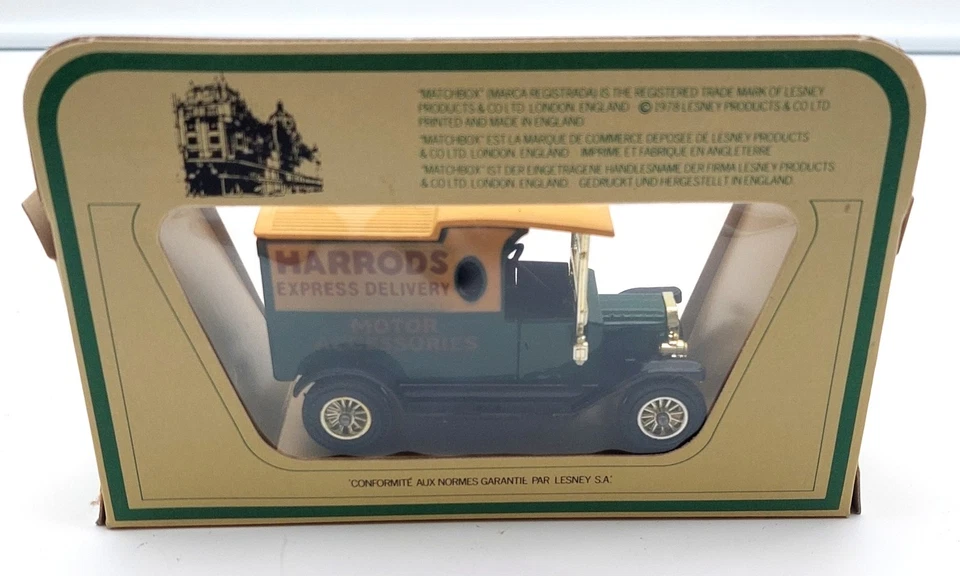 "MATCHBOX" (MARCA REGISTRADA) IS THE REGISTERED TRADE MARK OF LESNEY
PRODUCTS & CO LTD. LONDON, ENGLAND © 1978 LESNEY PRODUCTS & CO LTD
PRINTED AND MADE IN ENGLAND
"MATCHBOX" EST LA MARQUE DE COMMERCE DEPOSEE DE LESNEY PRODUCTS
& CO LTD. LONDON, ENGLAND. IMPRIME ET FABRIQUE EN ANGLETERRE
"MATCHBOX" IST DER EINGETRAGENE HANDLESNAME DER FIRMA LESNEY PRODUCTS
& CO LTD. LONDON, ENGLAND. GEDRUCKT UND HERGESTELLT IN ENGLAND.
HARRODS
EXPRESS DELIVERY
MOTOR
ACCESSORIES
"CONFORMITÉ AUX NORMES GARANTIE PAR LESNEY S.A."